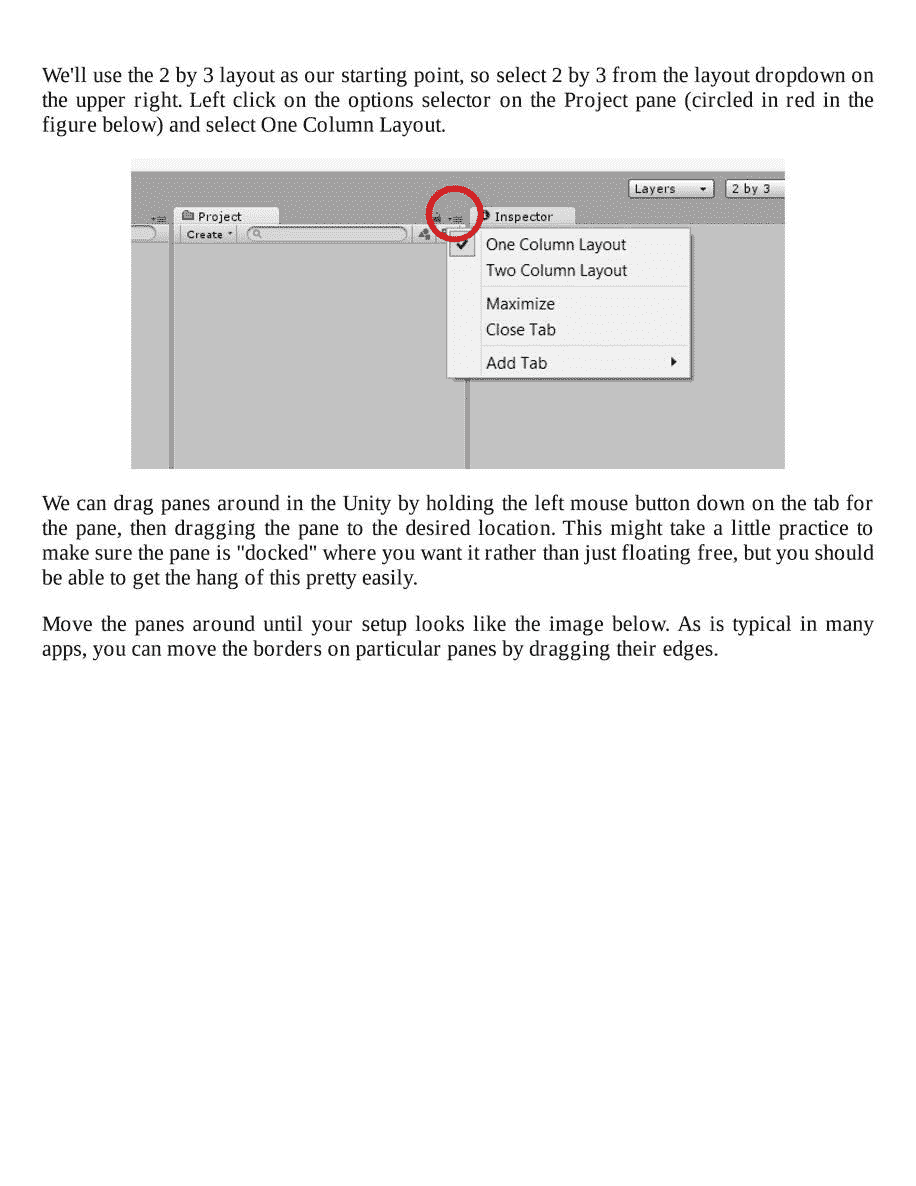 We'll use the 2 by 3 layout as our starting point, so select 2 by 3 from the layout dropdown on
the upper right. Left click on the options selector on the Project pane (circled in red in the
figure below) and select One Column Layout.
Layers
2 by 3
Project
Inspector
Create
One Column Layout
Two Column Layout
Maximize
Close Tab
Add Tab
We can drag panes around in the Unity by holding the left mouse button down on the tab for
the pane, then dragging the pane to the desired location. This might take a little practice to
make sure the pane is "docked" where you want it rather than just floating free, but you should
be able to get the hang of this pretty easily.
Move the panes around until your setup looks like the image below. As is typical in many
apps, you can move the borders on particular panes by dragging their edges.